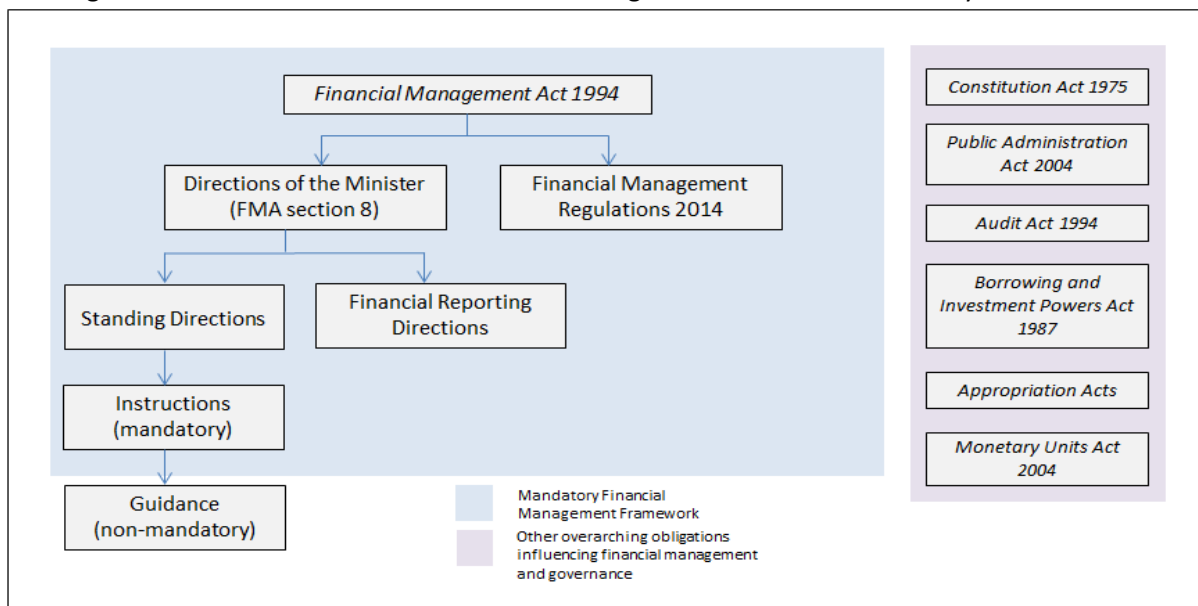 Financial Management Act 1994
Directions of the Minister
(FMA section 8)
Financial Management
Regulations 2014
Standing Directions
Financial Reporting
Directions
Instructions
(mandatory)
Guidance
(non-mandatory)
Mandatory Financial
Management Framework
Other overarching obligations
influencing financial management
and governance
Constitution Act 1975
Public Administration
Act 2004
Audit Act 1994
Borrowing and
Investment Powers Act
1987
Appropriation Acts
Monetary Units Act
2004